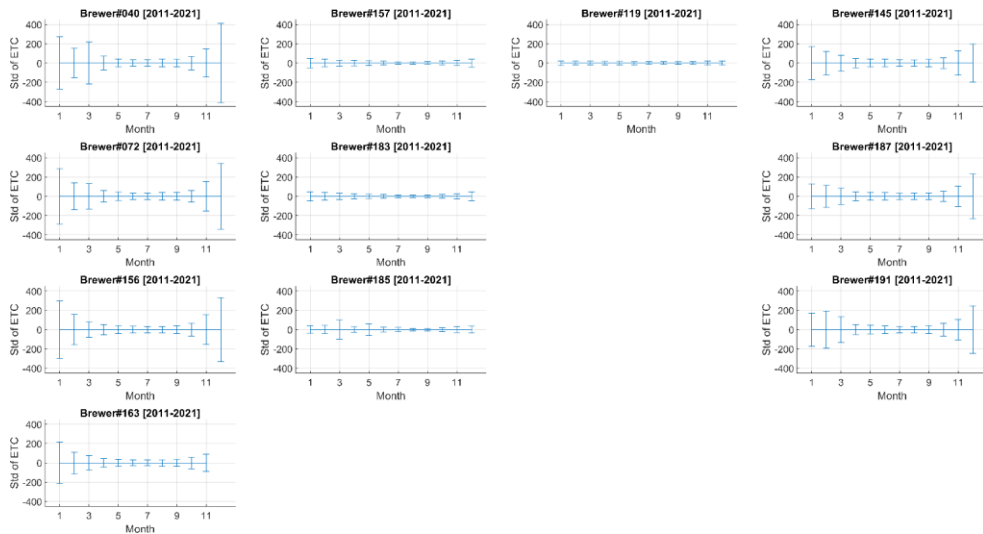 Brewer#040 [2011-2021]
400
200
0
-200
-400
Std of ETC
1 3 5 7 9 11
Month
Brewer#157 [2011-2021]
400
200
0
-200
-400
Std of ETC
1 3 5 7 9 11
Month
Brewer#119 [2011-2021]
400
200
0
-200
-400
Std of ETC
1 3 5 7 9 11
Month
Brewer#145 [2011-2021]
400
200
0
-200
-400
Std of ETC
1 3 5 7 9 11
Month
Brewer#072 [2011-2021]
400
200
0
-200
-400
Std of ETC
1 3 5 7 9 11
Month
Brewer#183 [2011-2021]
400
200
0
-200
-400
Std of ETC
1 3 5 7 9 11
Month
Brewer#187 [2011-2021]
400
200
0
-200
-400
Std of ETC
1 3 5 7 9 11
Month
Brewer#156 [2011-2021]
400
200
0
-200
-400
Std of ETC
1 3 5 7 9 11
Month
Brewer#185 [2011-2021]
400
200
0
-200
-400
Std of ETC
1 3 5 7 9 11
Month
Brewer#191 [2011-2021]
400
200
0
-200
-400
Std of ETC
1 3 5 7 9 11
Month
Brewer#163 [2011-2021]
400
200
0
-200
-400
Std of ETC
1 3 5 7 9 11
Month